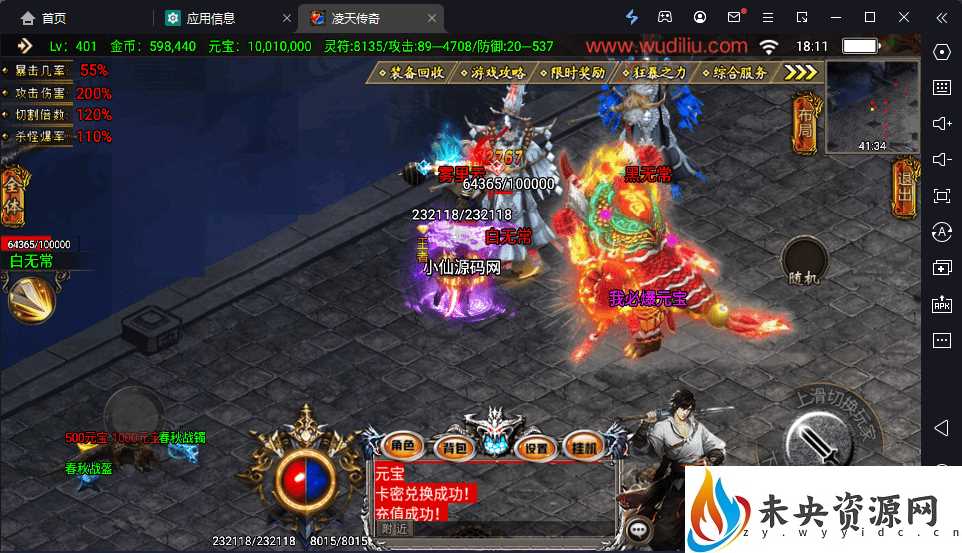 首页
应用信息
凌天传奇
Lv：401 金币：598,440 元宝：10,010,000 灵符:8135/攻击:89—4708/防御:20—537
www.wudiliu.com
18:11
暴击几率: 55%
攻击伤害: 200%
切割倍数: 120%
杀怪爆率: 110%
装备回收
游戏攻略
限时奖励
狂暴之力
综合服务
布局
41:34
全体
退出
2767
64365/100000
黑无常
232118/232118
白无常
王者
小仙源码网
64365/100000
白无常
我必爆元宝
随机
APK
上滑切换玩家
500元宝
1000元宝
春秋战镯
春秋战盔
角色
背包
设置
挂机
元宝
卡密兑换成功!
充值成功!
附近
232118/232118 8015/8015
未央资源网
zy.wyyidc.cn